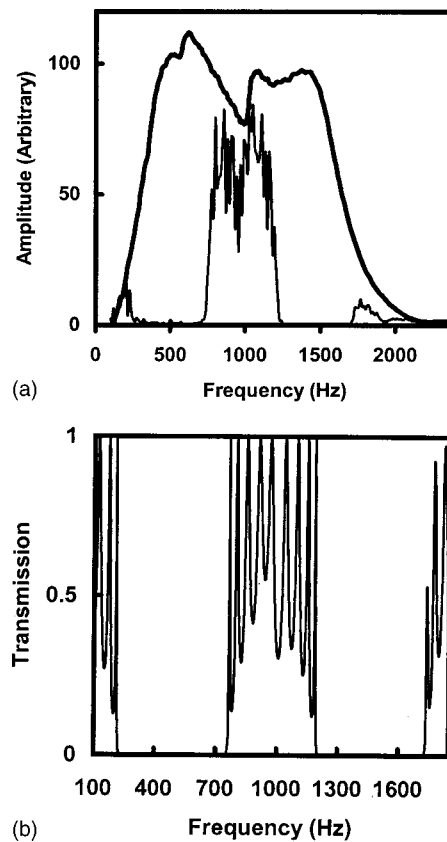 100
50
0
Amplitude (Arbitrary)
0 500 1000 1500 2000
Frequency (Hz)
(a)
1
0.5
0
Transmission
100 400 700 1000 1300 1600
Frequency (Hz)
(b)